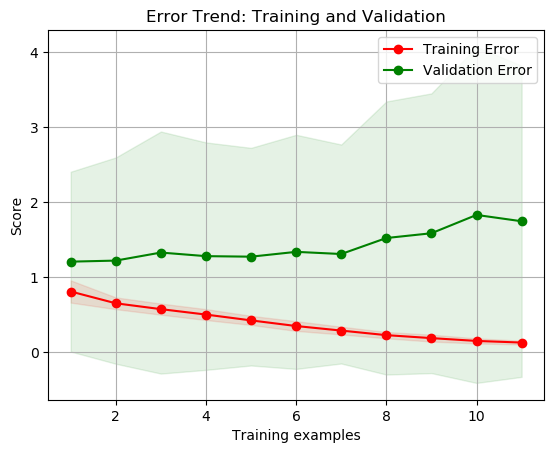 Error Trend: Training and Validation
4
3
2
1
0
Score
Training Error
Validation Error
2
4
6
8
10
Training examples